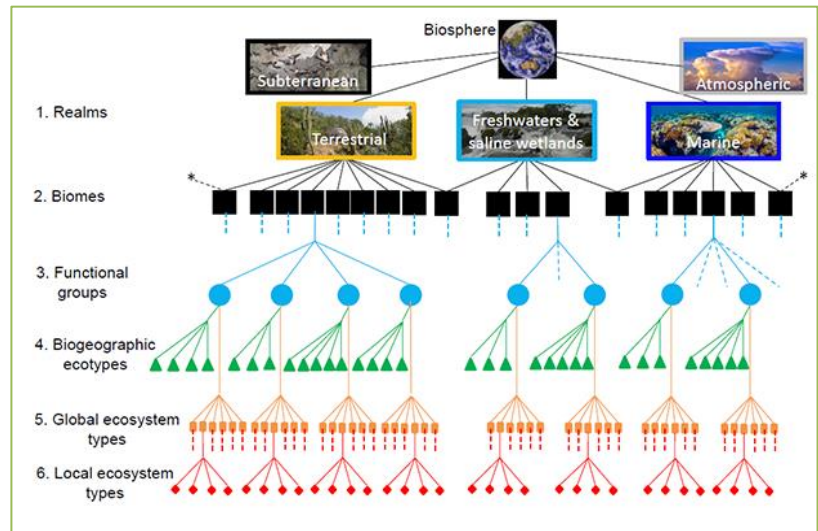 Biosphere
Subterranean
Atmospheric
1. Realms
Terrestrial
Freshwaters &
saline wetlands
Marine
*
*
2. Biomes
3. Functional
groups
4. Biogeographic
ecotypes
5. Global ecosystem
types
6. Local ecosystem
types